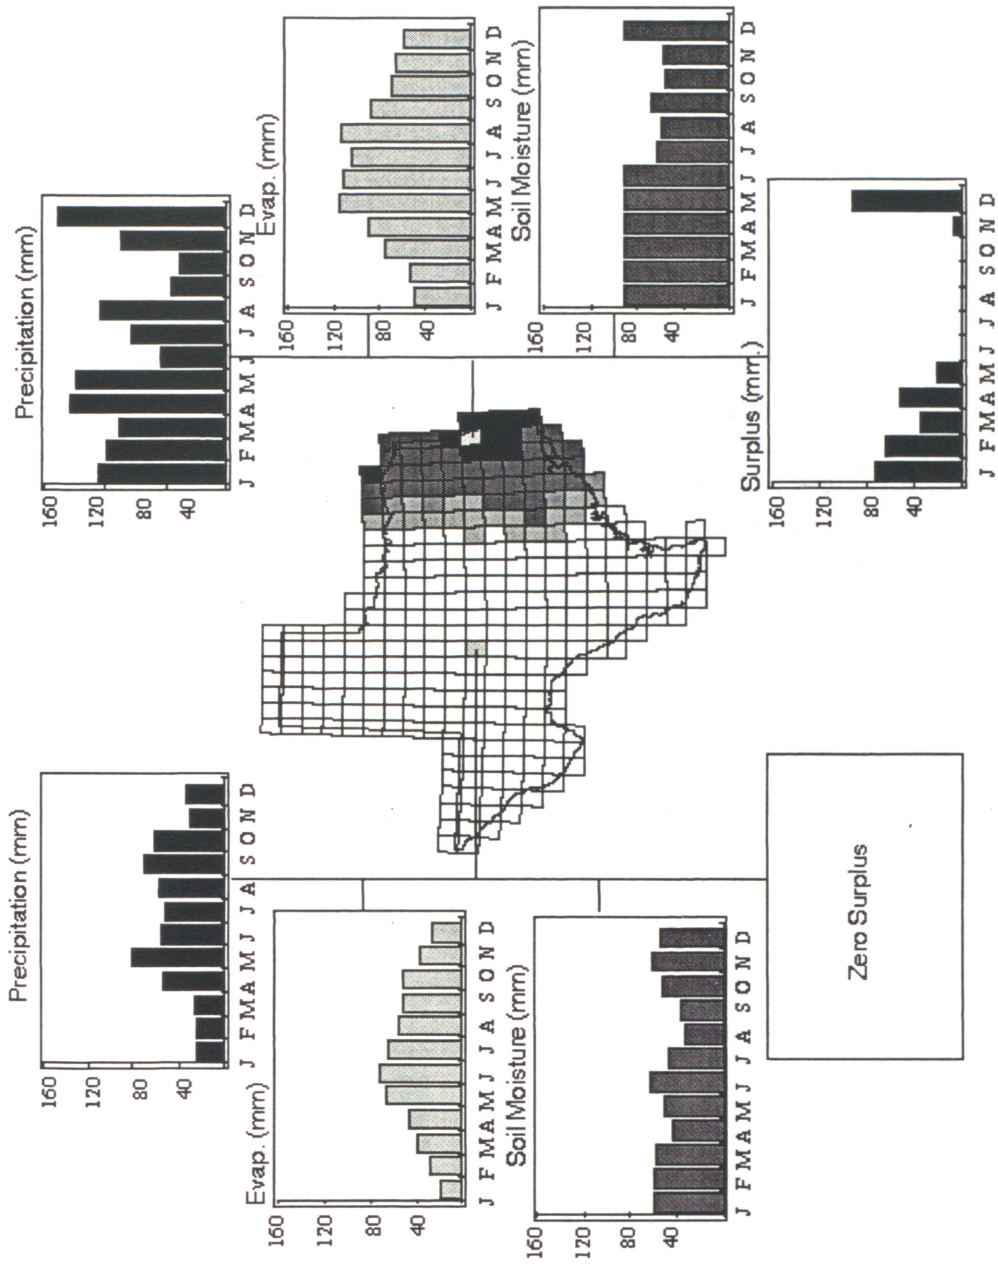 Precipitation (mm)
160
120
80
40
J F M A M J J A S O N D
Evap. (mm)
160
120
80
40
J F M A M J J A S O N D
Soil Moisture (mm)
160
120
80
40
J F M A M J J A S O N D
Zero Surplus
Precipitation (mm)
160
120
80
40
J F M A M J J A S O N D
Evap. (mm)
160
120
80
40
J F M A M J J A S O N D
Soil Moisture (mm)
160
120
80
40
J F M A M J J A S O N D
Surplus (mm.)
160
120
80
40
J F M A M J J A S O N D